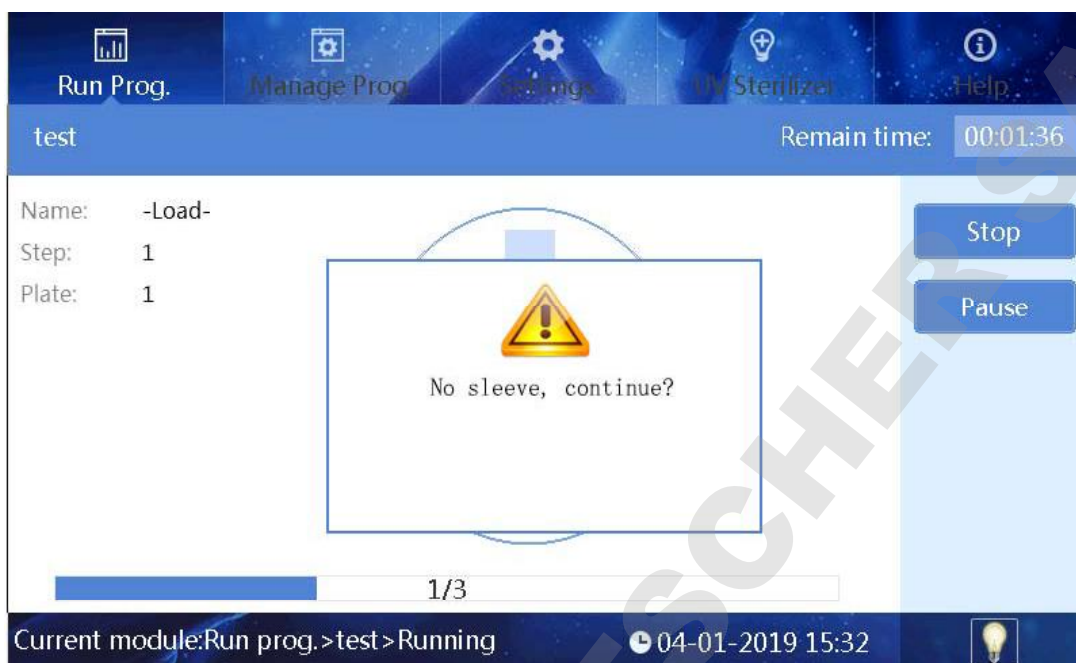 Run Prog.
Manage Prog.
Settings
UV Sterilizer
Help
test
Remain time: 00:01:36
Name: -Load-
Step: 1
Plate: 1
Stop
Pause
No sleeve, continue?
1/3
Current module:Run prog.>test>Running
04-01-2019 15:32
SCHER